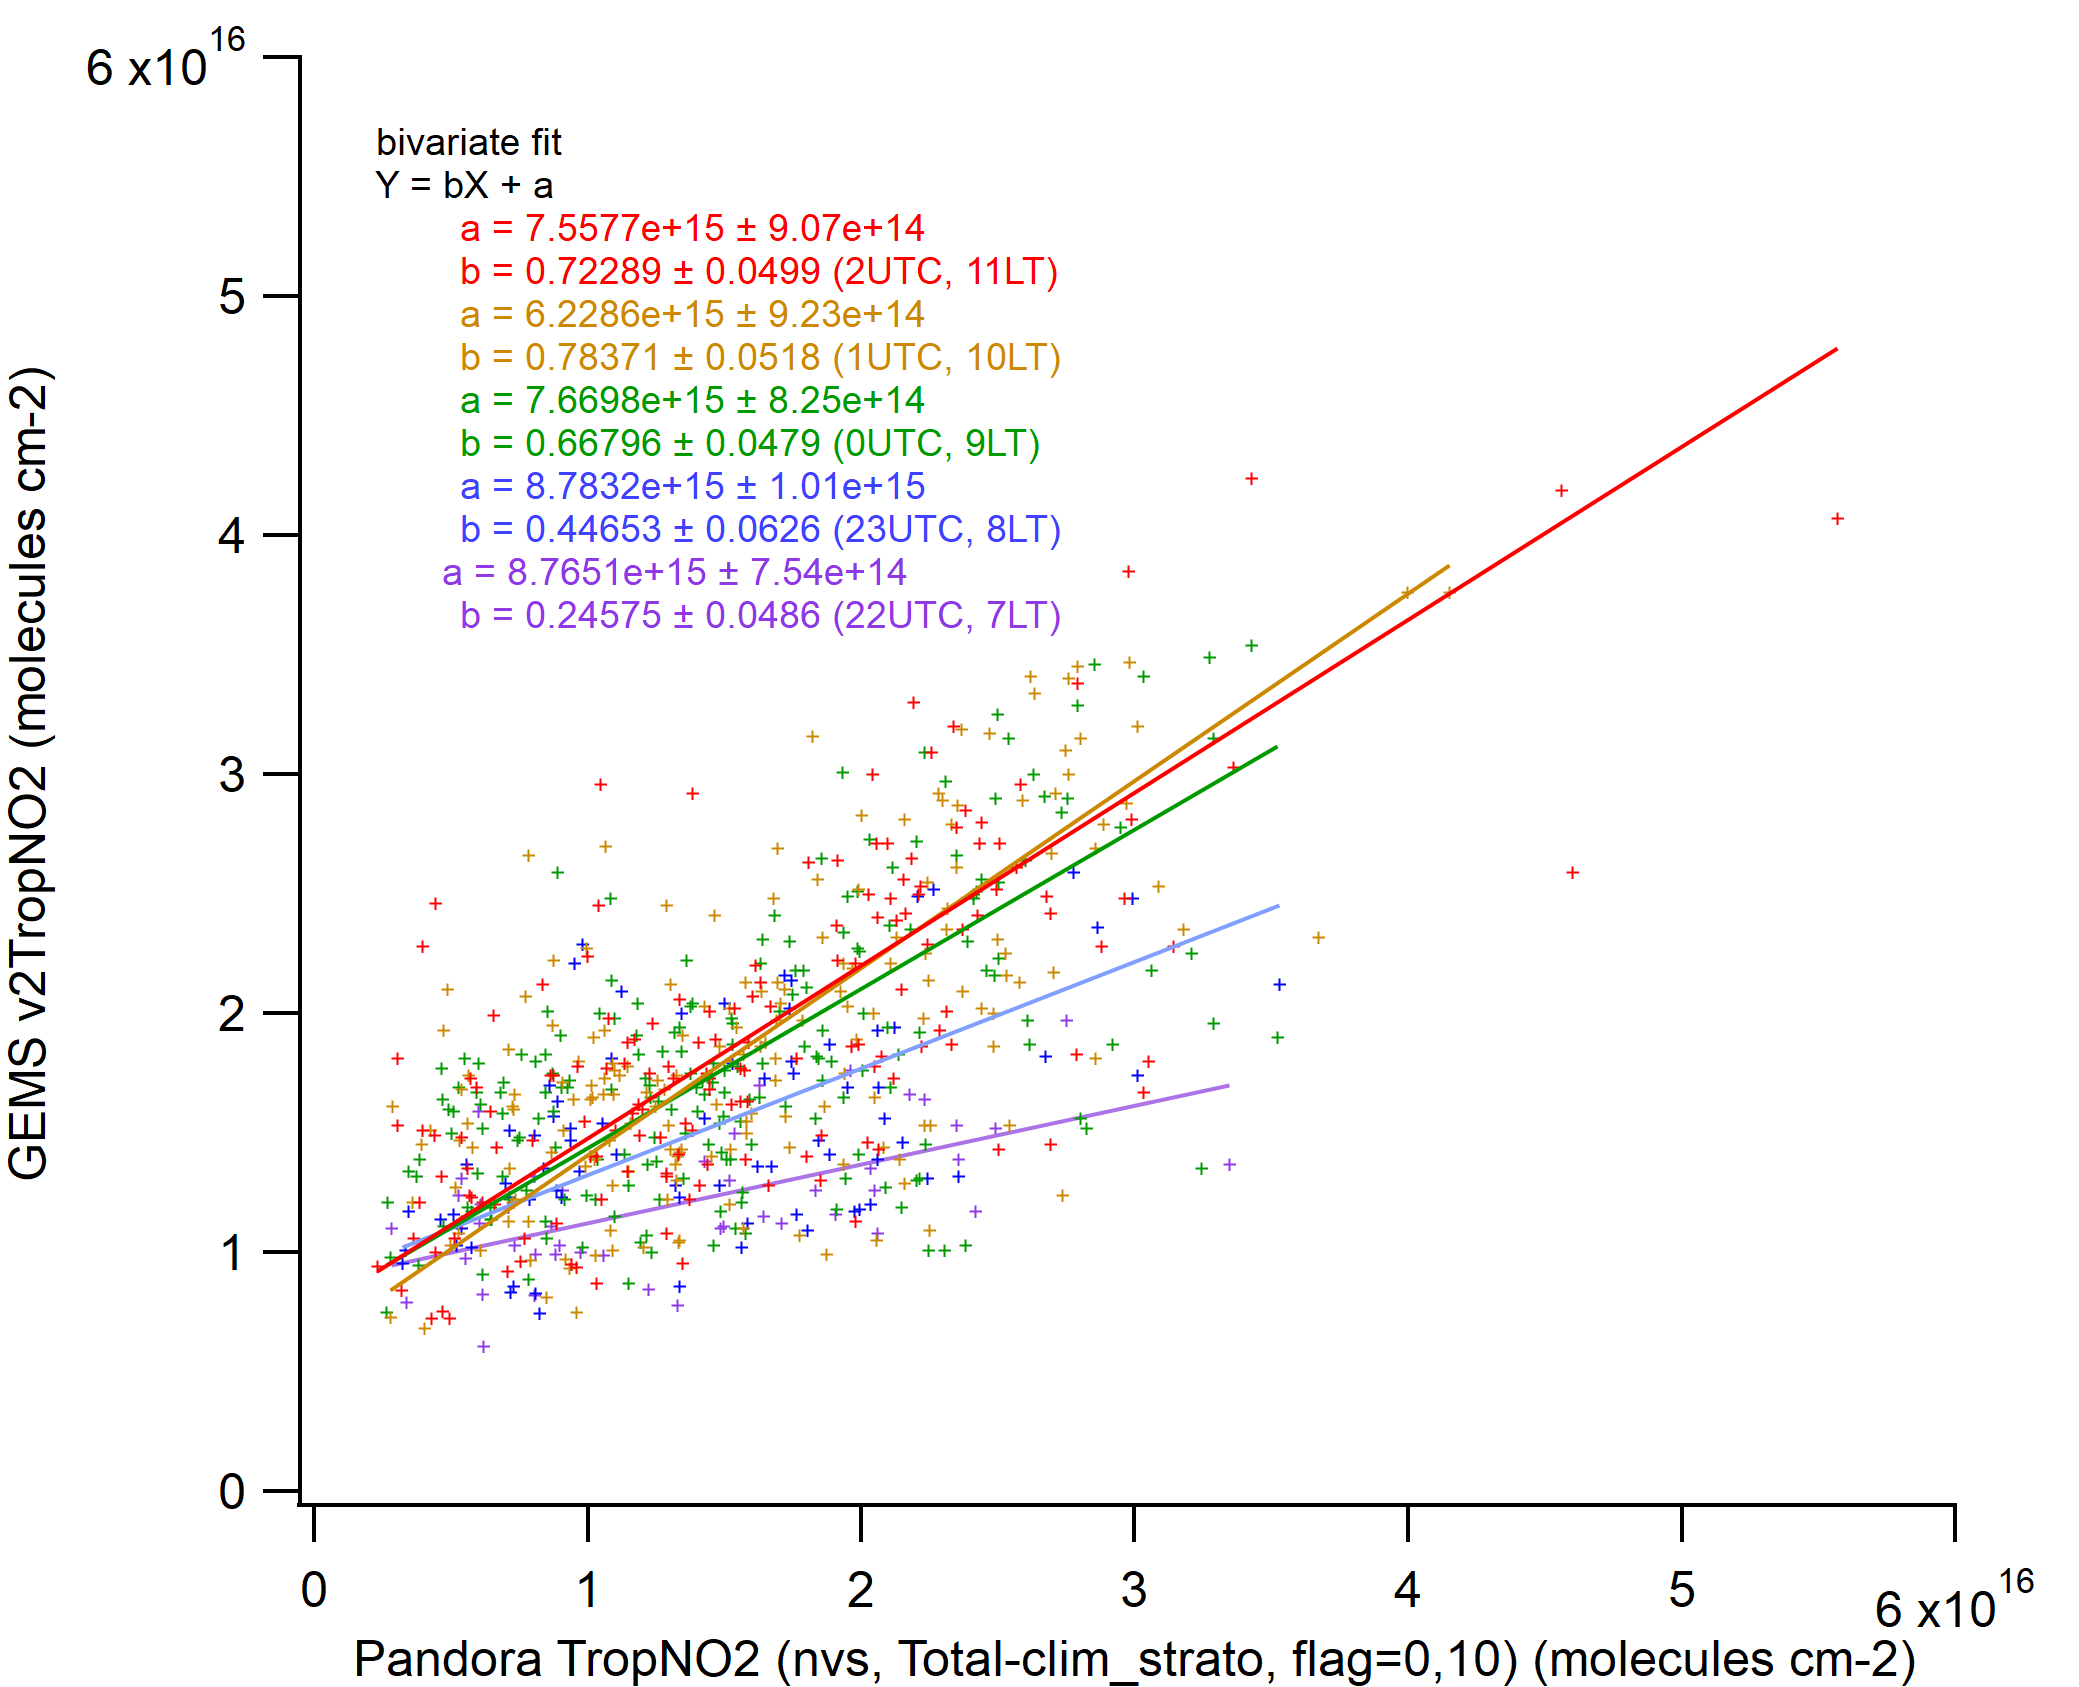 6 x10^16
5
4
3
2
1
0
GEMS v2TropNO2 (molecules cm-2)
bivariate fit
Y = bX + a
a = 7.5577e+15 ± 9.07e+14
b = 0.72289 ± 0.0499 (2UTC, 11LT)
a = 6.2286e+15 ± 9.23e+14
b = 0.78371 ± 0.0518 (1UTC, 10LT)
a = 7.6698e+15 ± 8.25e+14
b = 0.66796 ± 0.0479 (0UTC, 9LT)
a = 8.7832e+15 ± 1.01e+15
b = 0.44653 ± 0.0626 (23UTC, 8LT)
a = 8.7651e+15 ± 7.54e+14
b = 0.24575 ± 0.0486 (22UTC, 7LT)
0 1 2 3 4 5 6 x10^16
Pandora TropNO2 (nvs, Total-clim_strato, flag=0,10) (molecules cm-2)